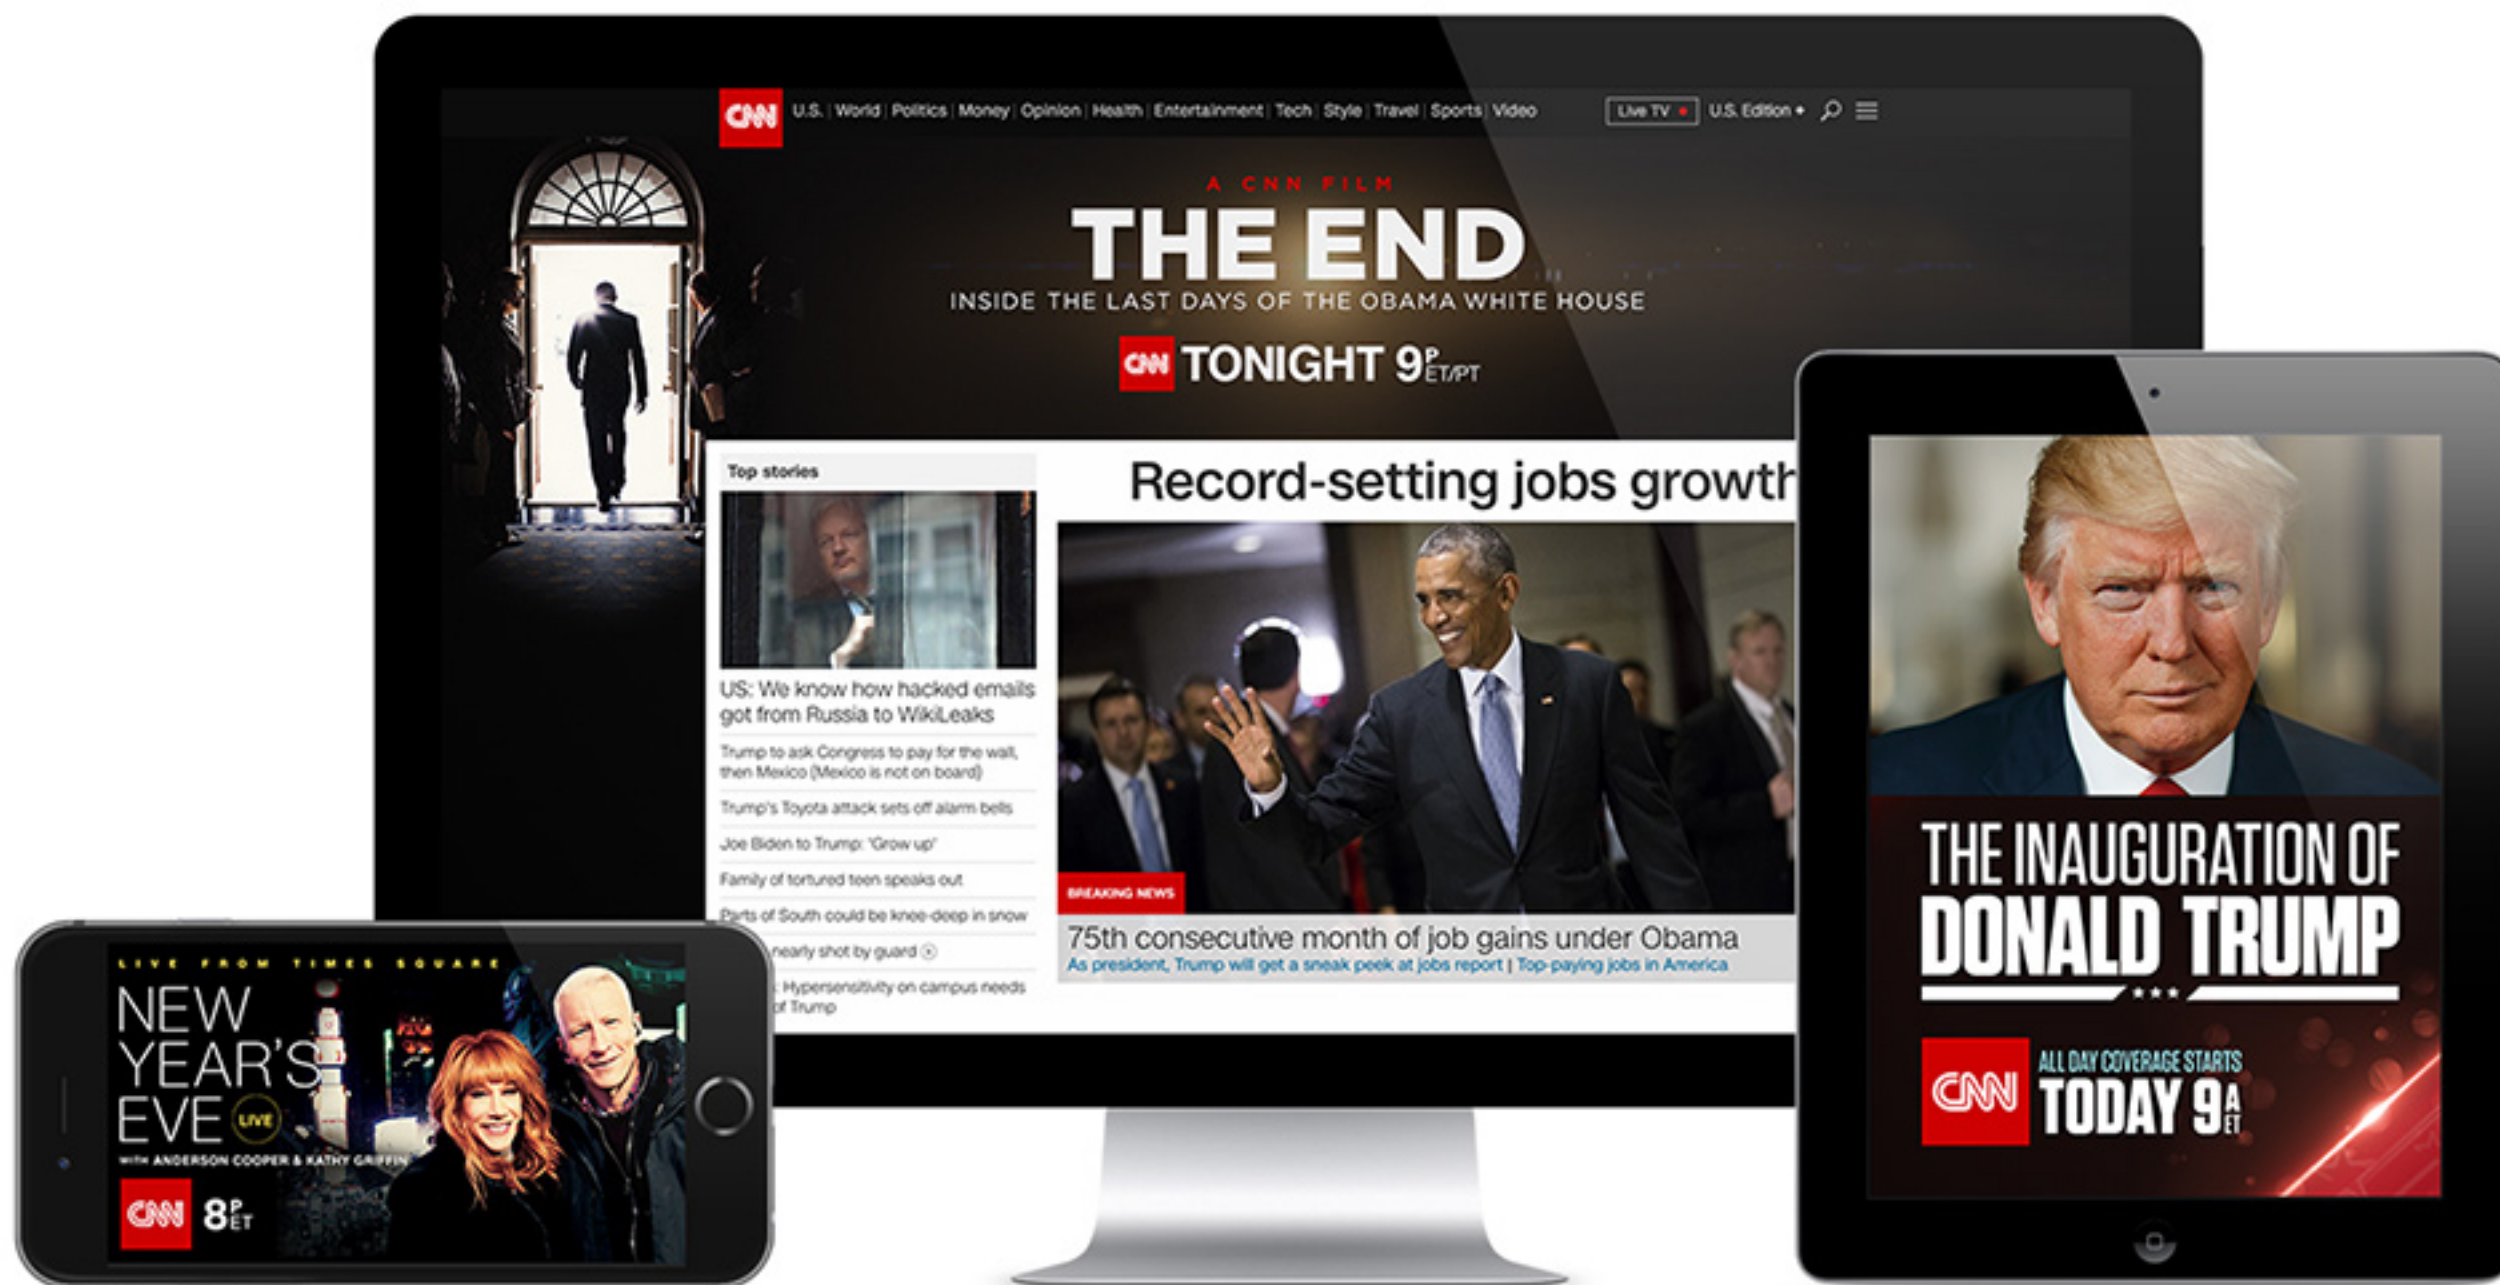 CNN U.S. World Politics Money Opinion Health Entertainment Tech Style Travel Sports Video Live TV U.S. Edition +
A CNN FILM
THE END
INSIDE THE LAST DAYS OF THE OBAMA WHITE HOUSE
CNN TONIGHT 9P ET/PT
Top stories
US: We know how hacked emails
got from Russia to WikiLeaks
Trump to ask Congress to pay for the wall,
then Mexico (Mexico is not on board)
Trump's Toyota attack sets off alarm bells
Joe Biden to Trump: 'Grow up'
Family of tortured teen speaks out
Parts of South could be knee-deep in snow
nearly shot by guard
: Hypersensitivity on campus needs
of Trump
Record-setting jobs growth
BREAKING NEWS
75th consecutive month of job gains under Obama
As president, Trump will get a sneak peek at jobs report | Top-paying jobs in America
LIVE FROM TIMES SQUARE
NEW
YEAR'S
EVE LIVE
WITH ANDERSON COOPER & KATHY GRIFFIN
CNN 8P ET
THE INAUGURATION OF
DONALD TRUMP
CNN ALL DAY COVERAGE STARTS
TODAY 9A ET